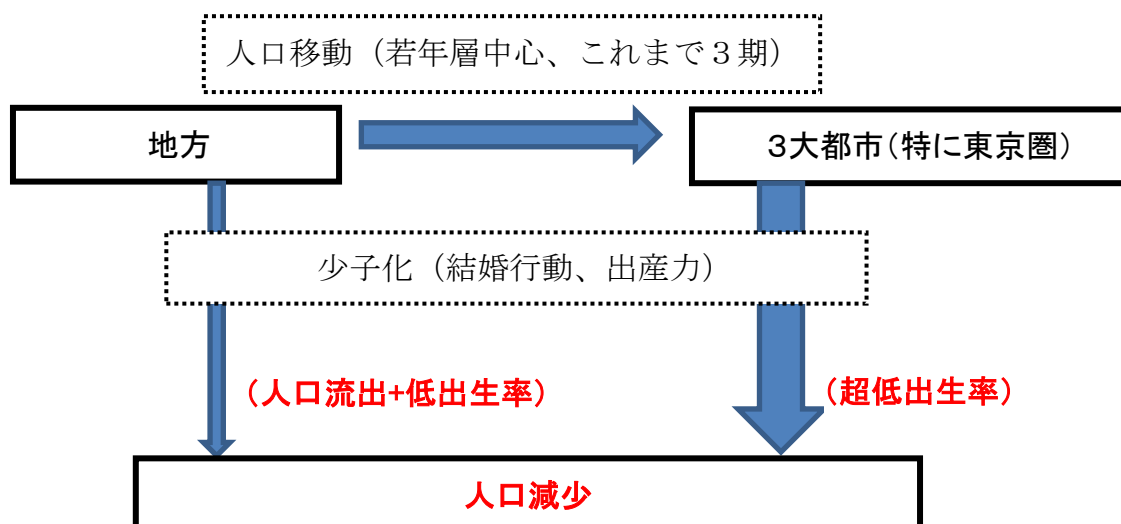 人口移動（若年層中心、これまで３期）
地方
３大都市（特に東京圏）
少子化（結婚行動、出産力）
（人口流出+低出生率）
（超低出生率）
人口減少